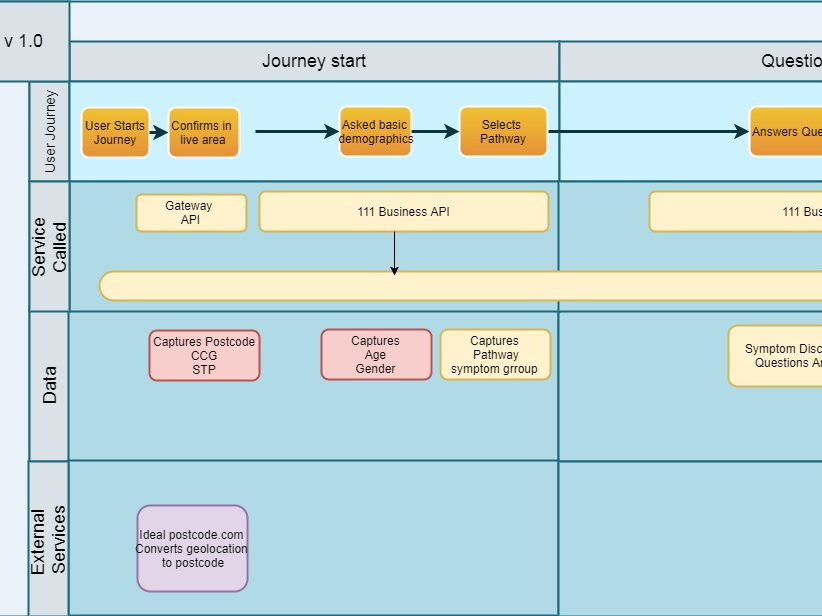 v 1.0
Journey start
Questio
User Journey
User Starts
Journey
Confirms in
live area
Asked basic
demographics
Selects
Pathway
Answers Que
Service
Called
Gateway
API
111 Business API
111 Bus
Data
Captures Postcode
CCG
STP
Captures
Age
Gender
Captures
Pathway
symptom grroup
Symptom Disc
Questions An
External
Services
Ideal postcode.com
Converts geolocation
to postcode